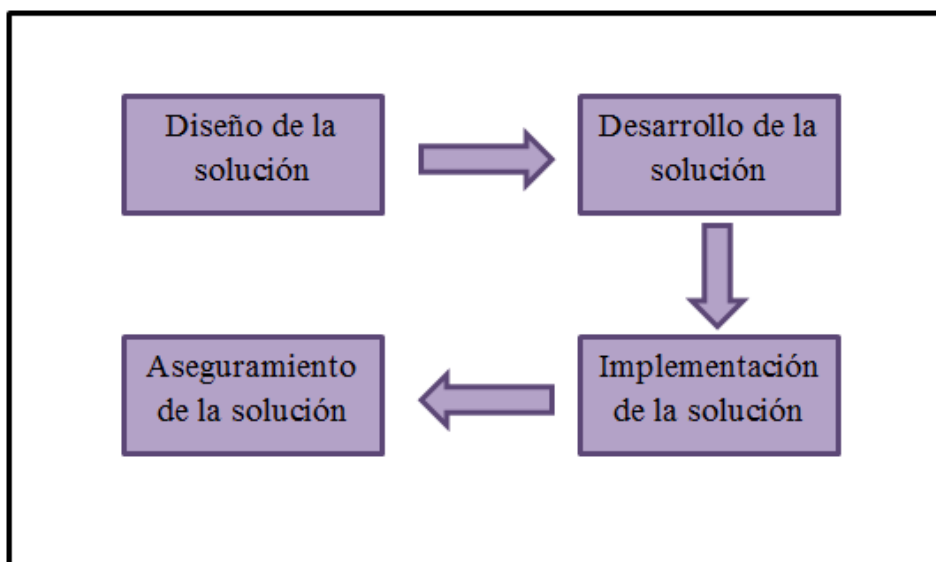 Diseño de la
solución
Desarrollo de la
solución
Implementación
de la solución
Aseguramiento
de la solución